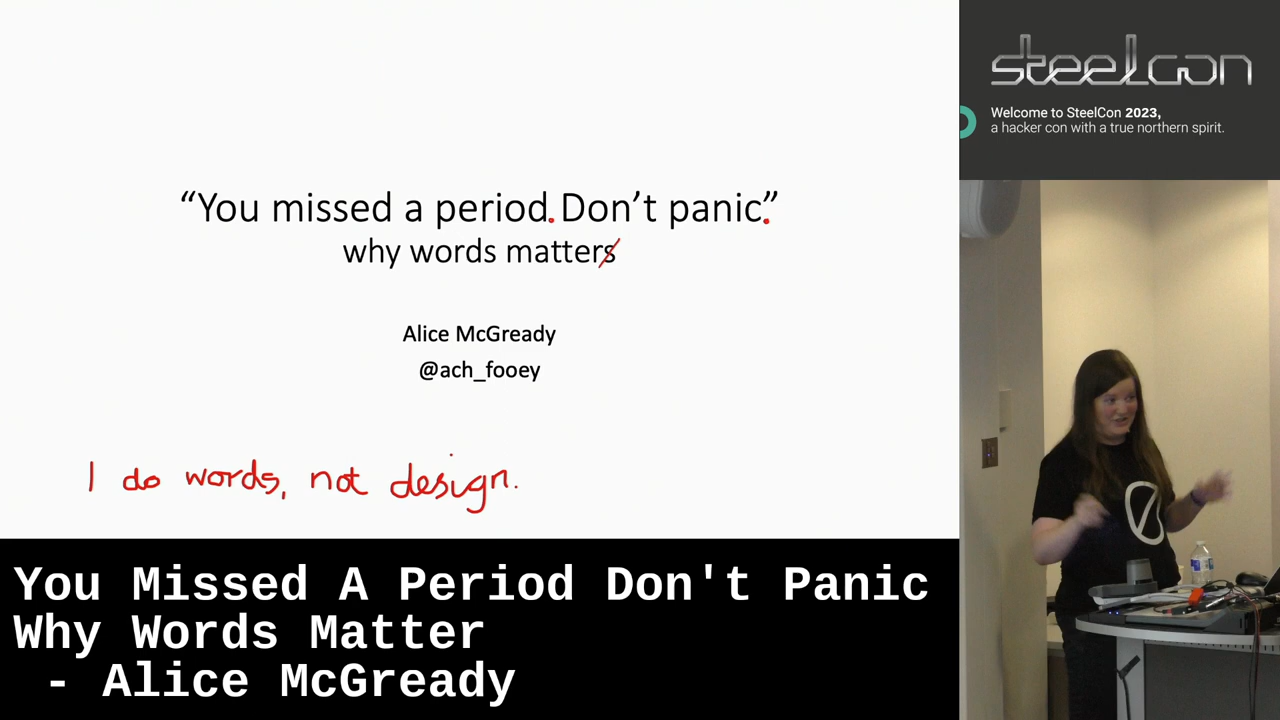 “You missed a period. Don’t panic.”
why words matters
Alice McGready
@ach_fooey
I do words, not design.
You Missed A Period Don't Panic
Why Words Matter
- Alice McGready
steelcon
Welcome to SteelCon 2023,
a hacker con with a true northern spirit.